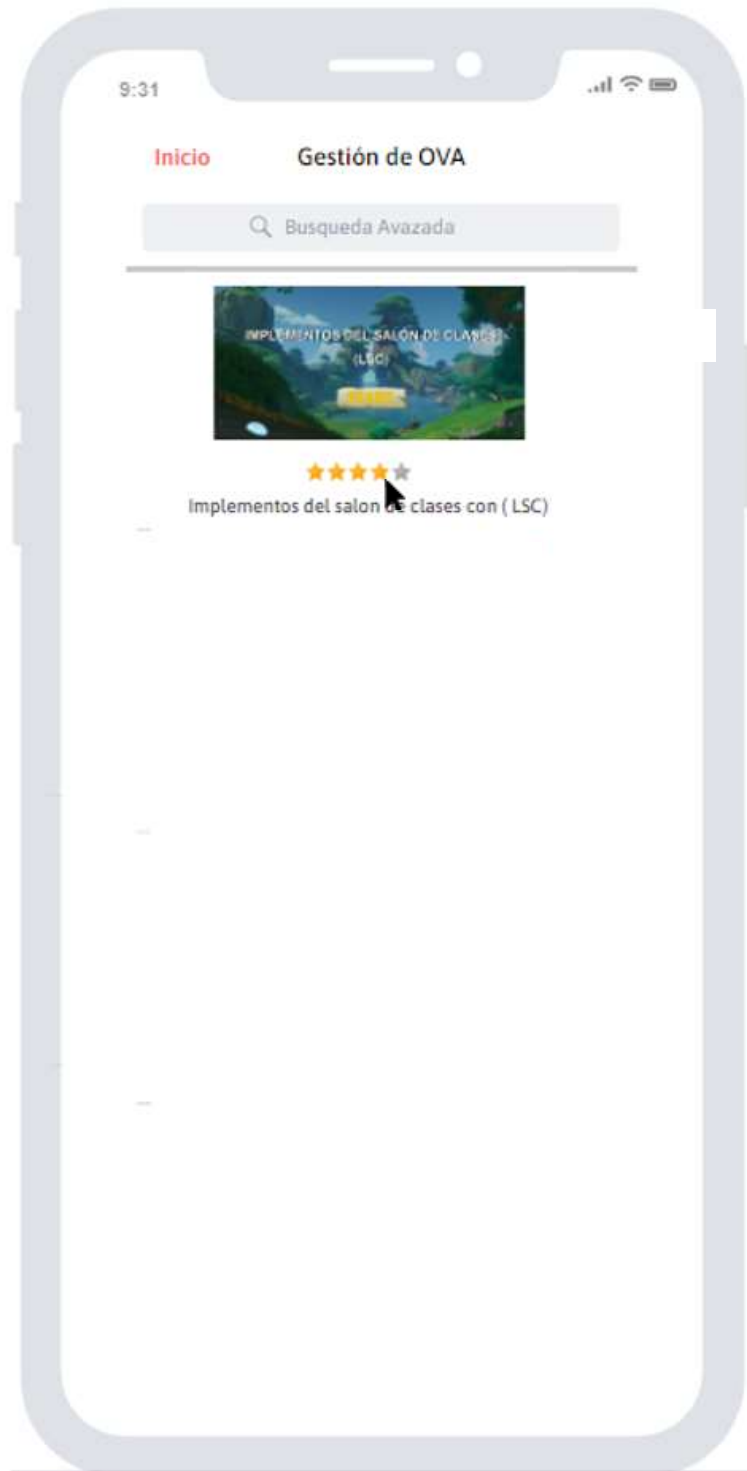 9:31
Inicio
Gestión de OVA
Busqueda Avazada
IMPLEMENTOS DEL SALÓN DE CLASES
(LSC)
Implementos del salon de clases con ( LSC)